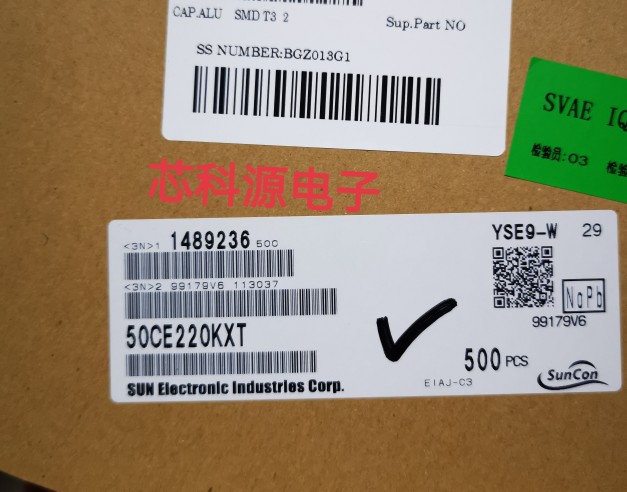 CAP.ALU SMD T3 2
Sup.Part NO
SS NUMBER:BGZ013G1
SVAE
检验员:03
芯科源电子
<3N>1 1489236 500
YSE9-W 29
<3N>2 99179V6 113037
NoPb
99179V6
50CE220KXT
500 PCS
EIAJ-C3
SunCon
SUN Electronic Industries Corp.